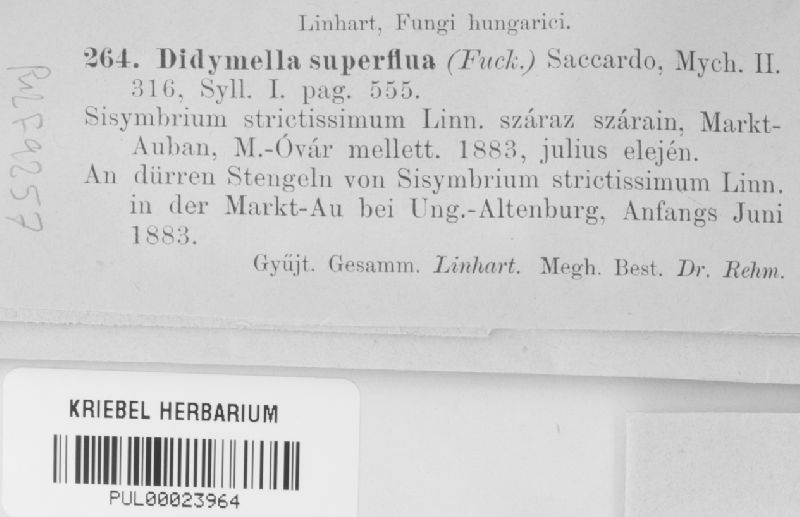 Linhart, Fungi hungarici.
264. Didymella superflua (Fuck.) Saccardo, Mych. II.
316, Syll. I. pag. 555.
Sisymbrium strictissimum Linn. száraz szárain, Markt-
Auban, M.-Óvár mellett. 1883, julius elején.
An dürren Stengeln von Sisymbrium strictissimum Linn.
in der Markt-Au bei Ung.-Altenburg, Anfangs Juni
1883.
Gyűjt. Gesamm. Linhart. Megh. Best. Dr. Rehm.
PUL F9257
KRIEBEL HERBARIUM
PUL00023964